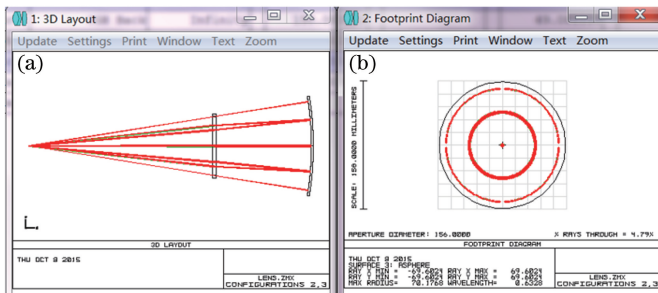 1: 3D Layout
Update Settings Print Window Text Zoom
(a)
3D LAYOUT
THU OCT 8 2015
LENS.ZMX
CONFIGURATIONS 2,3
2: Footprint Diagram
Update Settings Print Window Text Zoom
(b)
SCALE: 156.0000 MILLIMETERS
APERTURE DIAMETER: 156.0000 % RAYS THROUGH = 4.79%
FOOTPRINT DIAGRAM
THU OCT 8 2015
SURFACE 3: ASPHERE
RAY X MIN = -69.6024 RAY X MAX = 69.6024
RAY Y MIN = -69.6024 RAY Y MAX = 69.6024
MAX RADIUS= 70.1768 WAVELENGTH= 0.6328
LENS.ZMX
CONFIGURATIONS 2,3